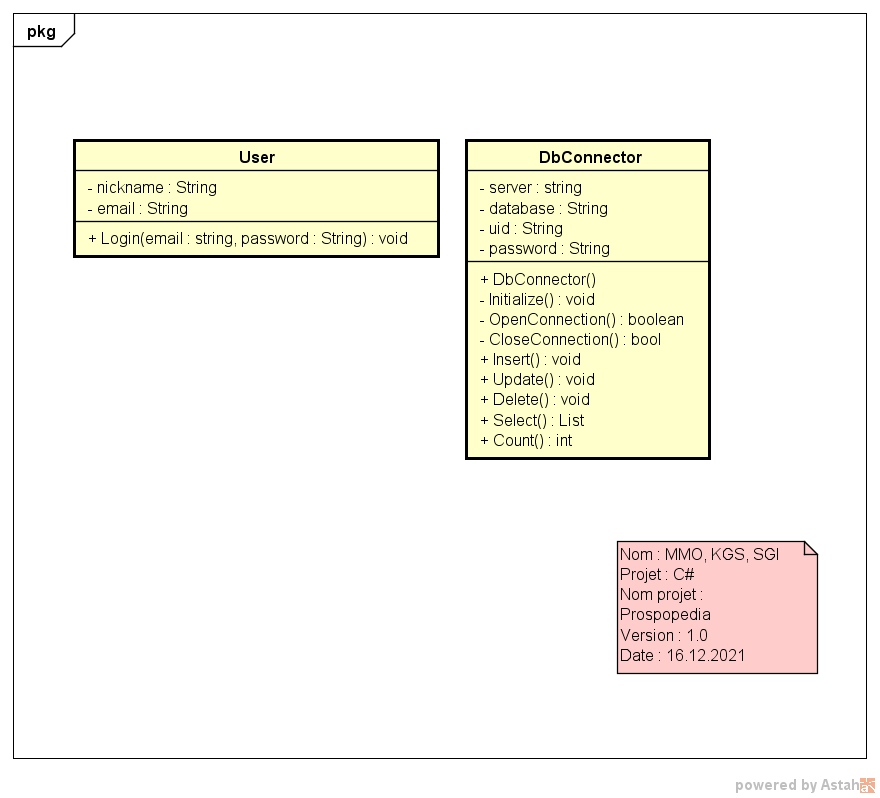 pkg
User
- nickname : String
- email : String
+ Login(email : string, password : String) : void
DbConnector
- server : string
- database : String
- uid : String
- password : String
+ DbConnector()
- Initialize() : void
- OpenConnection() : boolean
- CloseConnection() : bool
+ Insert() : void
+ Update() : void
+ Delete() : void
+ Select() : List
+ Count() : int
Nom : MMO, KGS, SGI
Projet : C#
Nom projet :
Prospopedia
Version : 1.0
Date : 16.12.2021
powered by Astah